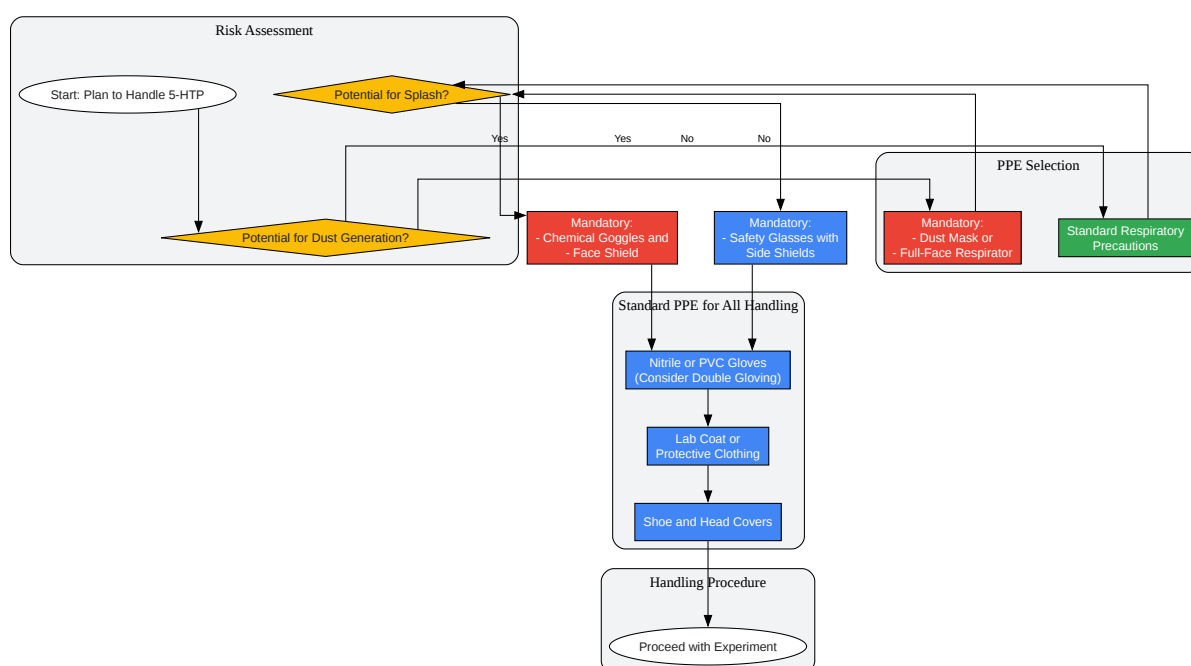 Risk Assessment
Start: Plan to Handle 5-HTP
Potential for Splash?
Yes
Yes
No
No
PPE Selection
Potential for Dust Generation?
Mandatory:
- Chemical Goggles and
- Face Shield
Mandatory:
- Safety Glasses with
Side Shields
Mandatory:
- Dust Mask or
- Full-Face Respirator
Standard Respiratory
Precautions
Standard PPE for All Handling
Nitrile or PVC Gloves
(Consider Double Gloving)
Lab Coat or
Protective Clothing
Shoe and Head Covers
Handling Procedure
Proceed with Experiment